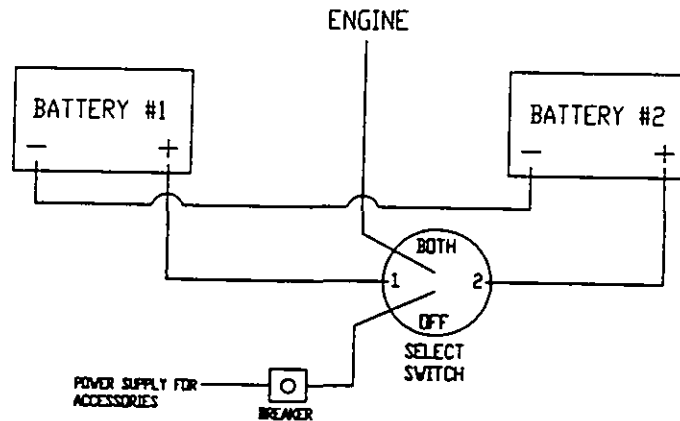 ENGINE
BATTERY #1
- +
BATTERY #2
- +
BOTH
1 2
OFF
SELECT
SWITCH
POWER SUPPLY FOR
ACCESSORIES
BREAKER